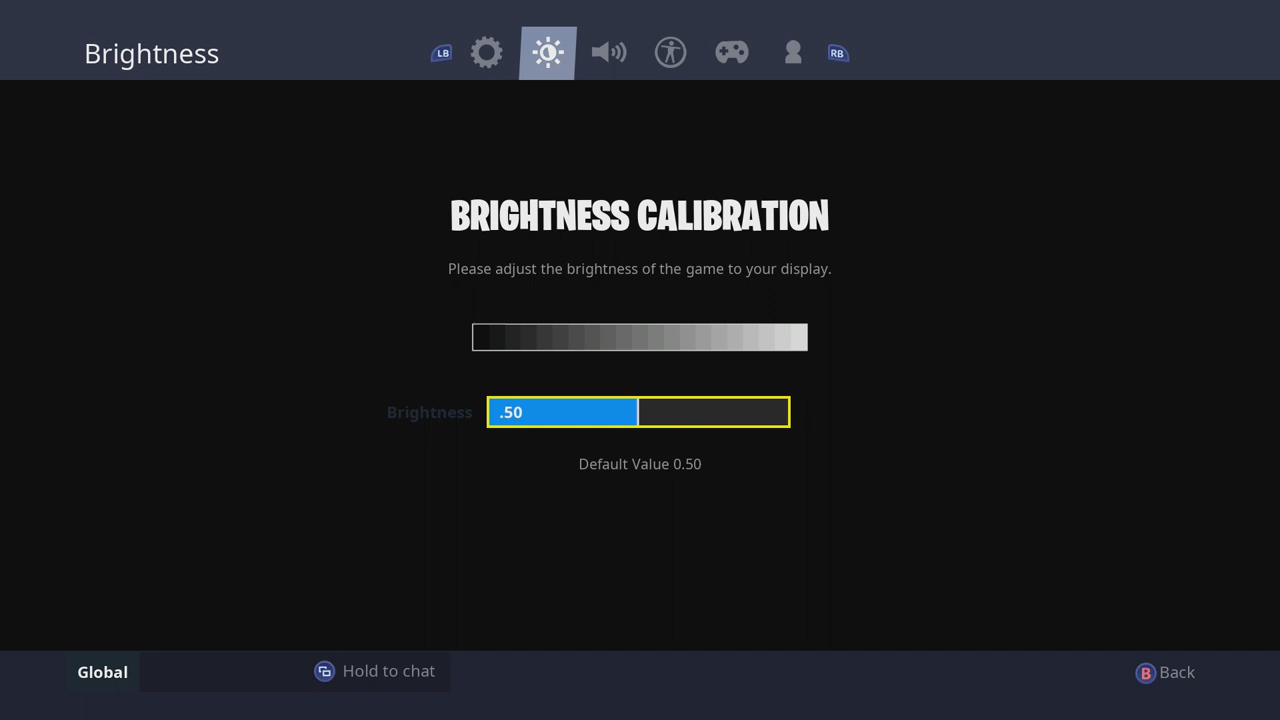 Brightness
LB
RB
BRIGHTNESS CALIBRATION
Please adjust the brightness of the game to your display.
Brightness
.50
Default Value 0.50
Global
Hold to chat
B Back